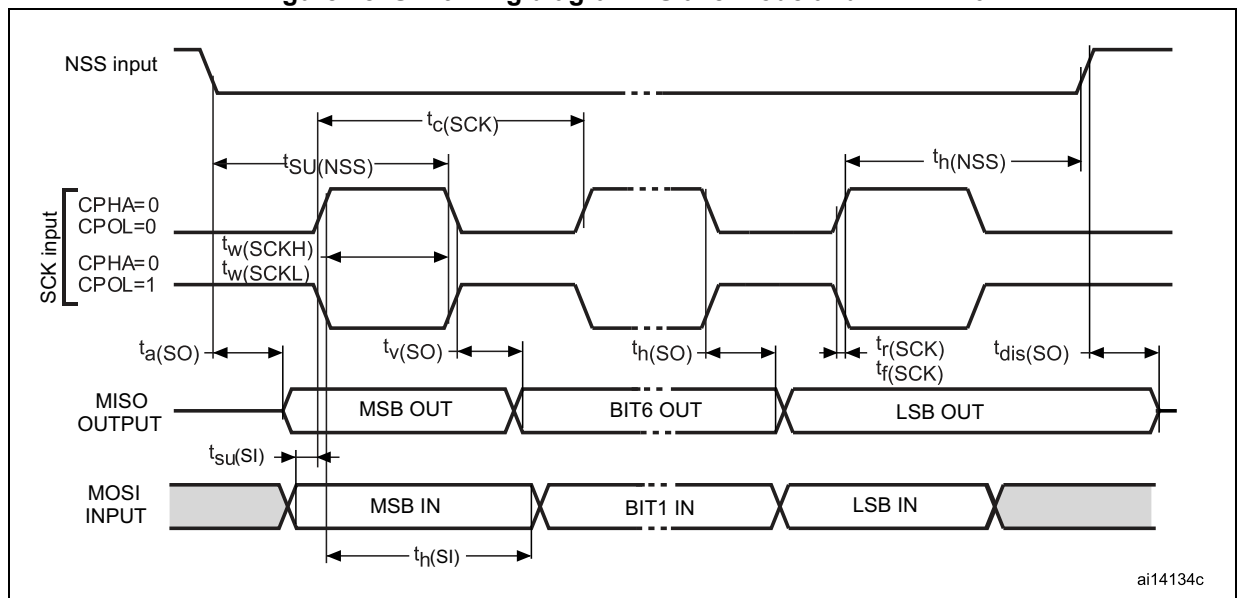 NSS input
tc(SCK)
tSU(NSS)
th(NSS)
SCK input
CPHA=0
CPOL=0
tw(SCKH)
CPHA=0
tw(SCKL)
CPOL=1
ta(SO)
tv(SO)
th(SO)
tr(SCK)
tf(SCK)
tdis(SO)
MISO
OUTPUT
MSB OUT
BIT6 OUT
LSB OUT
tsu(SI)
MOSI
INPUT
MSB IN
BIT1 IN
LSB IN
th(SI)
ai14134c